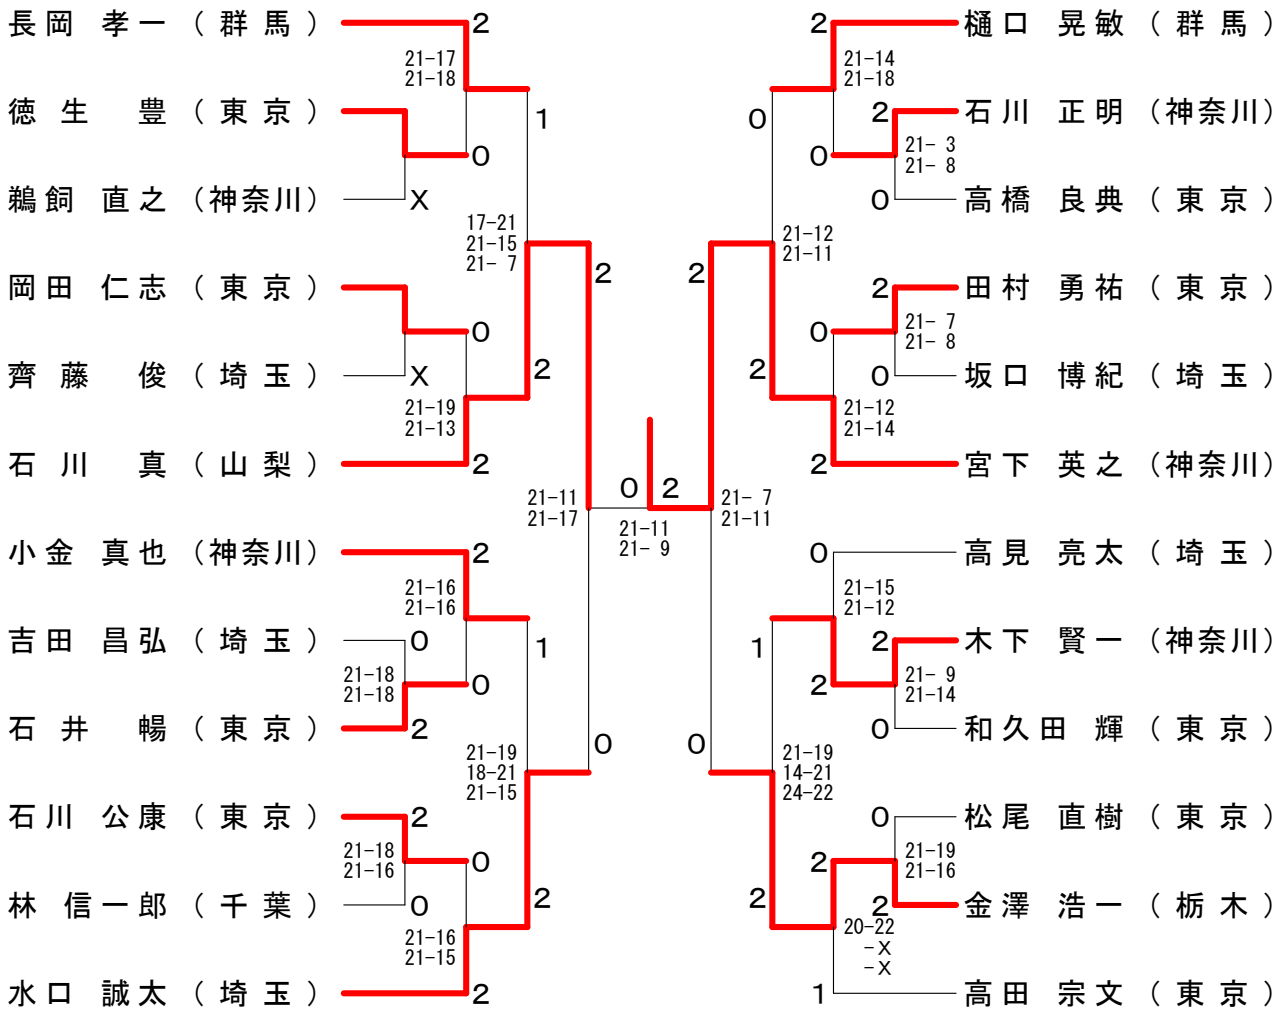 長岡 孝一 (群馬) 2 2 樋口 晃敏 (群馬)
21-17 21-14
21-18 21-18
徳生 豊 (東京) 1 0 2 石川 正明 (神奈川)
21- 3
0 0
21- 8
鵜飼 直之 (神奈川) X 0 高橋 良典 (東京)
17-21 21-12
21-15 21-11
21- 7
2 2
岡田 仁志 (東京) 2 田村 勇祐 (東京)
21- 7
0 0
21- 8
齊藤 俊 (埼玉) X 2 2 0 坂口 博紀 (埼玉)
21-19 21-12
21-13 21-14
石川 真 (山梨) 2 2 宮下 英之 (神奈川)
0 2
21-11 21- 7
21-17 21-11
21-11
21- 9
小金 真也 (神奈川) 2 0 高見 亮太 (埼玉)
21-16 21-15
21-16 21-12
吉田 昌弘 (埼玉) 0 1 1 2 木下 賢一 (神奈川)
21-18 21- 9
21-18 0 2 21-14
石井 暢 (東京) 2 0 和久田 輝 (東京)
0 0
21-19 21-19
18-21 14-21
21-15 24-22
石川 公康 (東京) 2 0 松尾 直樹 (東京)
21-18 21-19
21-16 0 2 21-16
林 信一郎 (千葉) 0 2 2 2 金澤 浩一 (栃木)
21-16 20-22
21-15 -X
-X
水口 誠太 (埼玉) 2 1 高田 宗文 (東京)